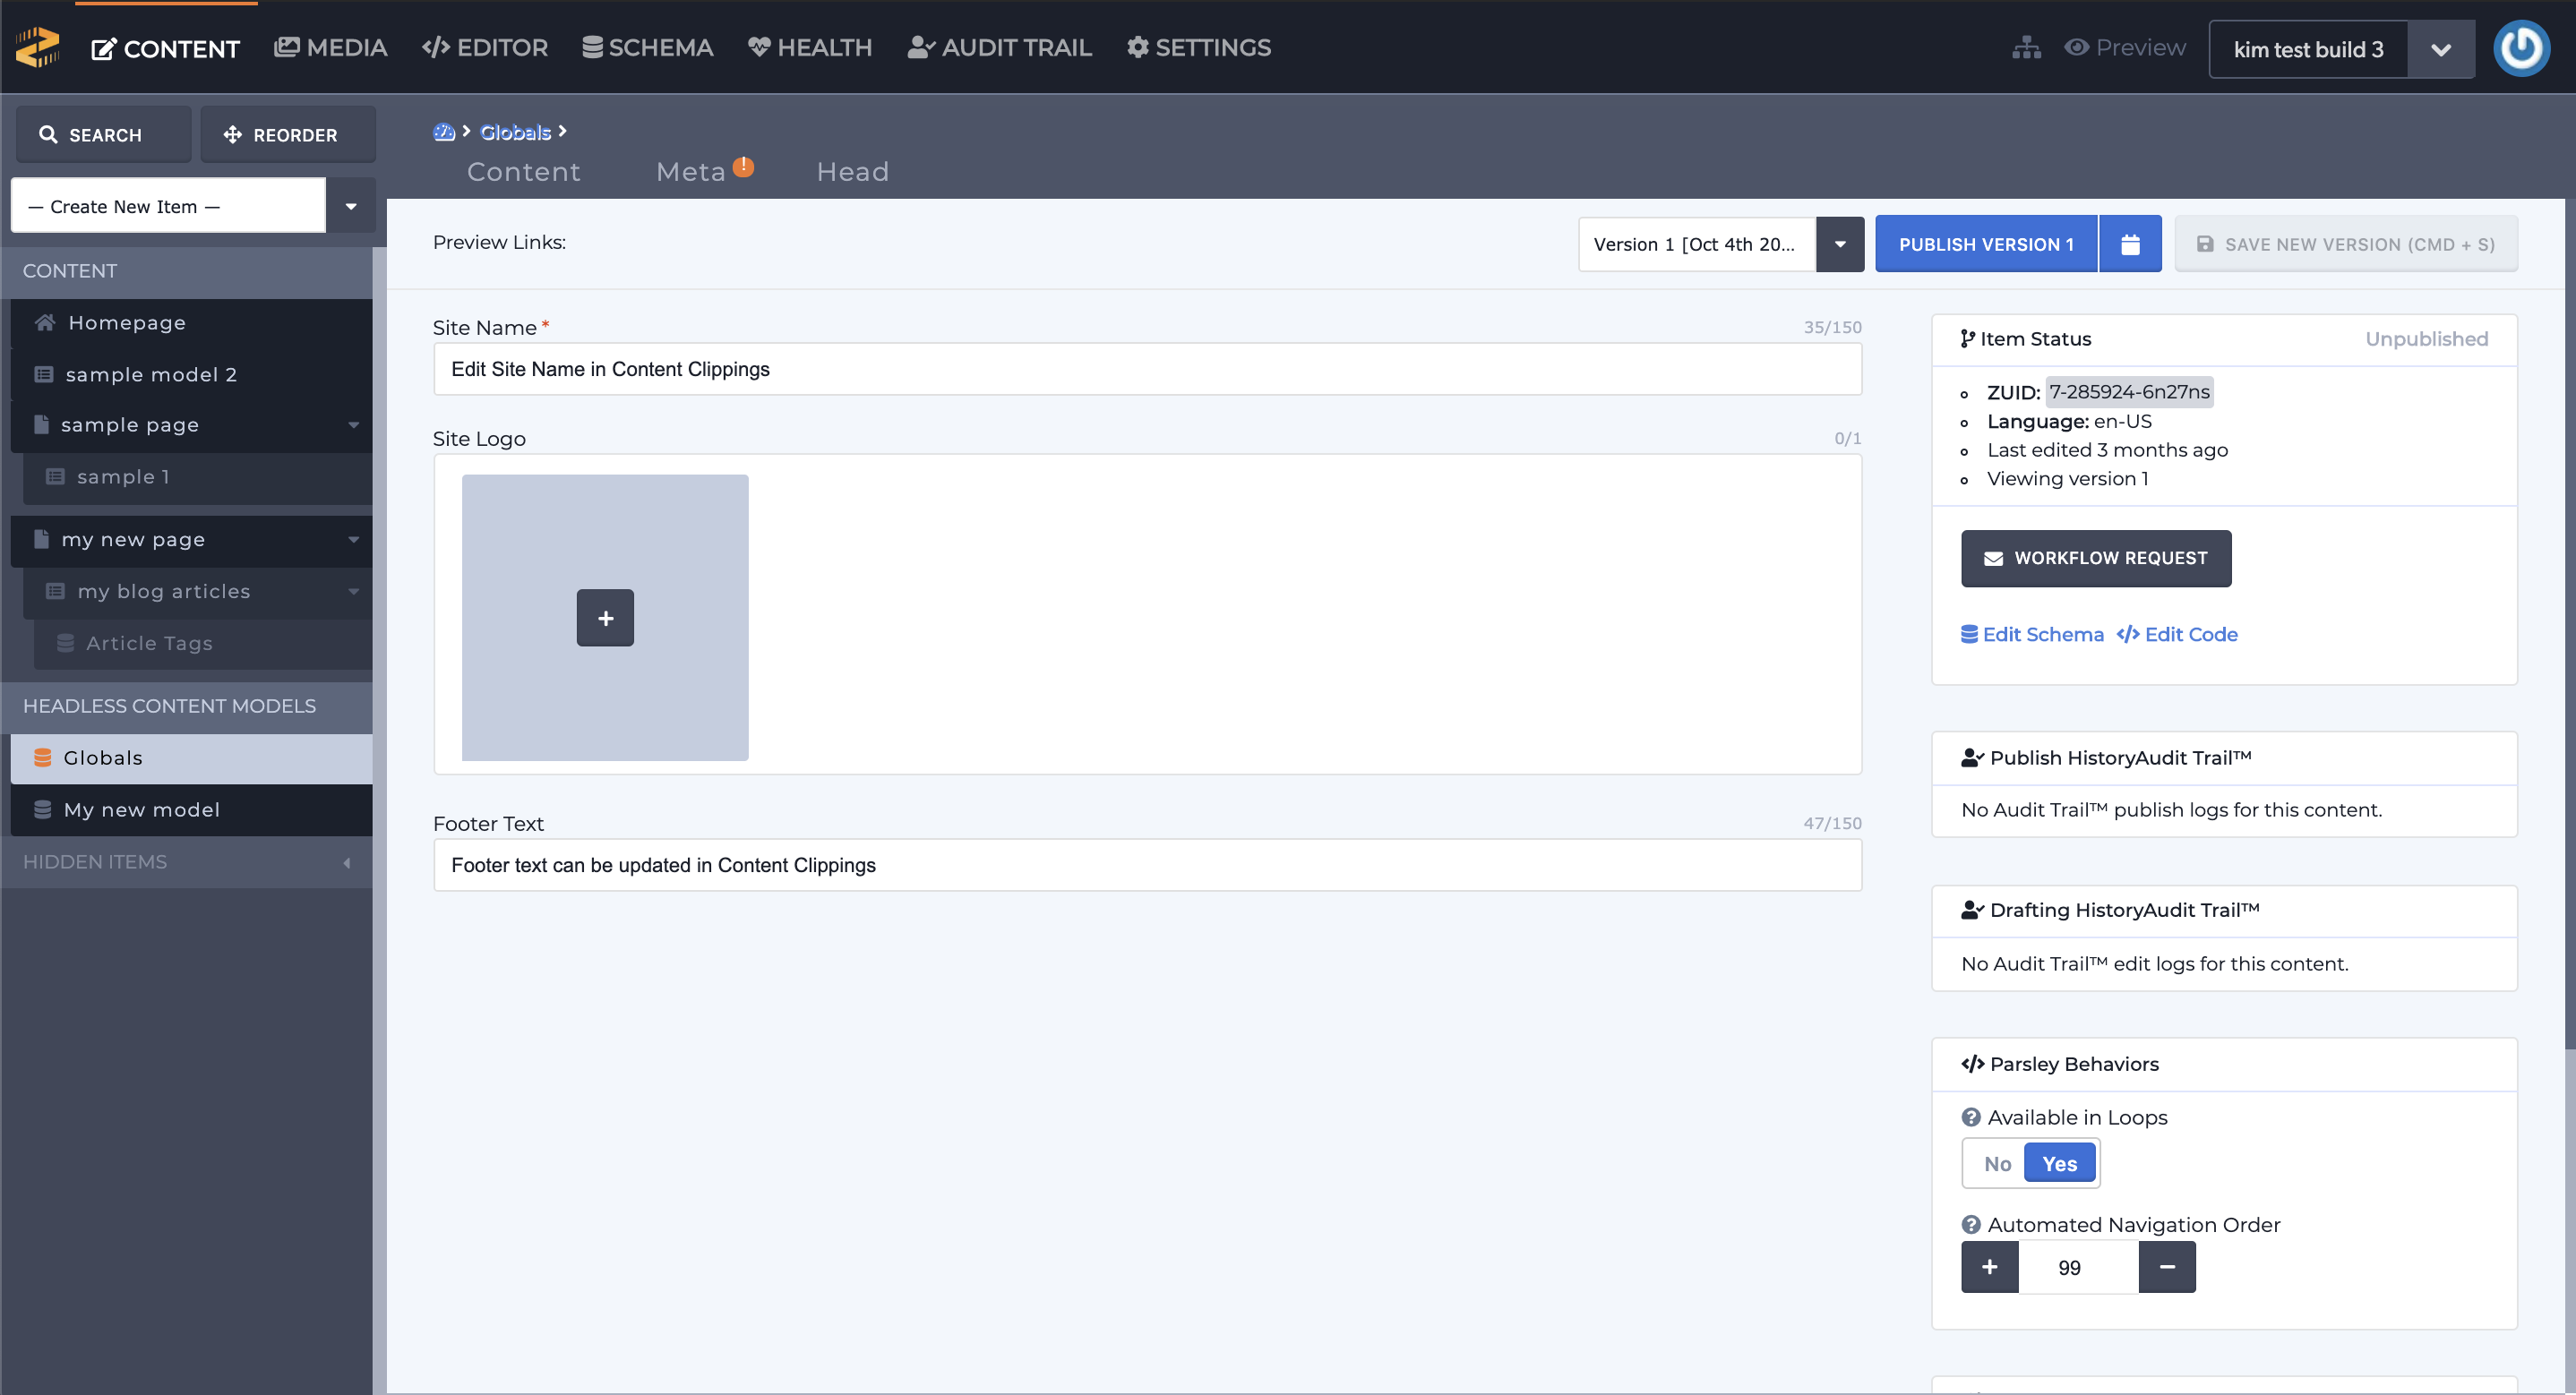 CONTENT MEDIA EDITOR SCHEMA HEALTH AUDIT TRAIL SETTINGS Preview kim test build 3
SEARCH REORDER
— Create New Item —
CONTENT
Homepage
sample model 2
sample page
sample 1
my new page
my blog articles
Article Tags
HEADLESS CONTENT MODELS
Globals
My new model
HIDDEN ITEMS
Globals
Content Meta ! Head
Preview Links:
Version 1 [Oct 4th 20...
PUBLISH VERSION 1
SAVE NEW VERSION (CMD + S)
Site Name * 35/150
Edit Site Name in Content Clippings
Site Logo 0/1
+
Footer Text 47/150
Footer text can be updated in Content Clippings
Item Status Unpublished
ZUID: 7-285924-6n27ns
Language: en-US
Last edited 3 months ago
Viewing version 1
WORKFLOW REQUEST
Edit Schema Edit Code
Publish HistoryAudit Trail™
No Audit Trail™ publish logs for this content.
Drafting HistoryAudit Trail™
No Audit Trail™ edit logs for this content.
Parsley Behaviors
Available in Loops
No Yes
Automated Navigation Order
+ 99 −